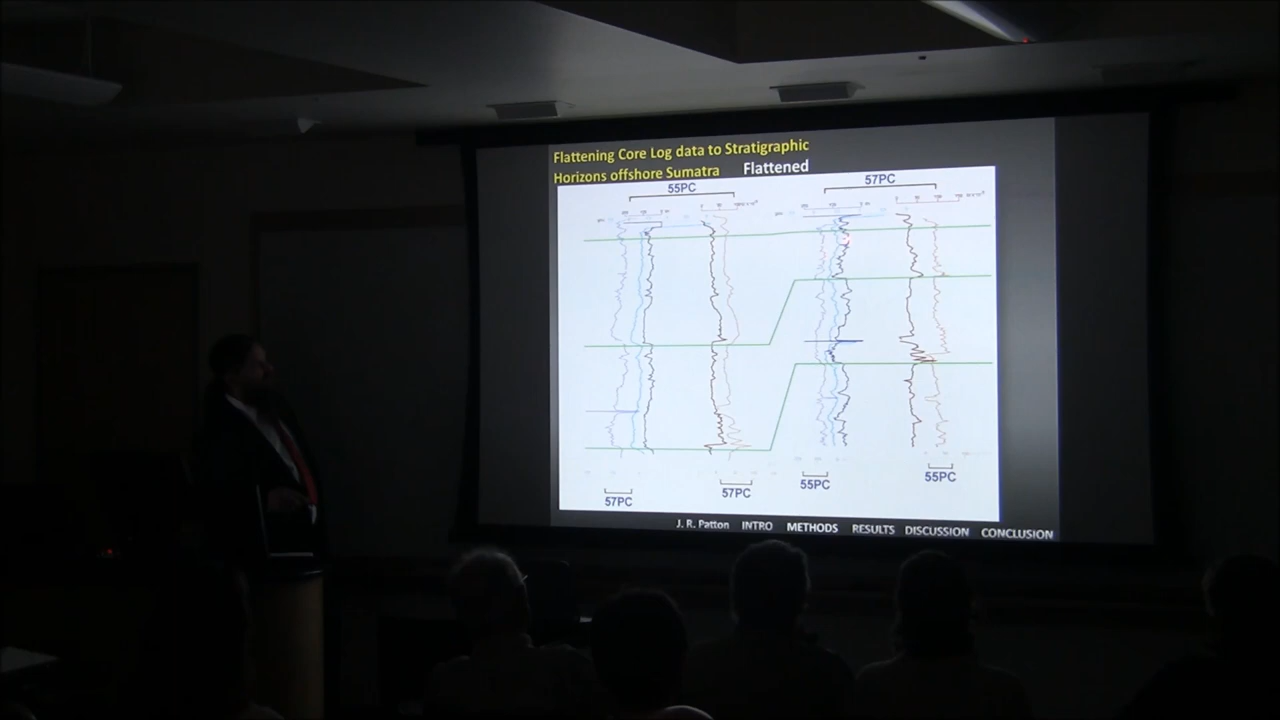 Flattening Core Log data to Stratigraphic
Horizons offshore Sumatra Flattened
55PC 57PC
57PC 57PC 55PC 55PC
J. R. Patton INTRO METHODS RESULTS DISCUSSION CONCLUSION